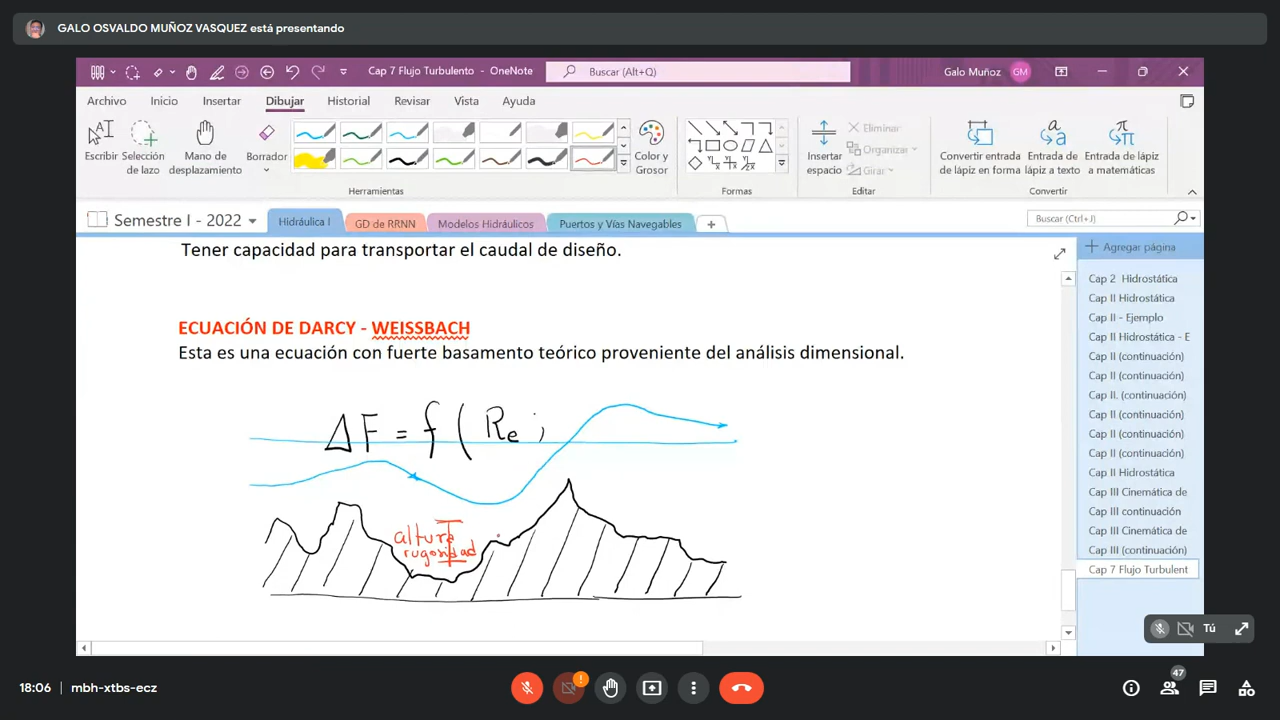 GALO OSVALDO MUÑOZ VASQUEZ está presentando
Cap 7 Flujo Turbulento - OneNote
Buscar (Alt+Q)
Galo Muñoz GM
Archivo Inicio Insertar Dibujar Historial Revisar Vista Ayuda
Escribir
Selección de lazo
Mano de desplazamiento
Borrador
Color y Grosor
Insertar espacio
Eliminar
Organizar
Girar
Convertir entrada de lápiz en forma
Entrada de lápiz a texto
Entrada de lápiz a matemáticas
Herramientas Formas Editar Convertir
Semestre I - 2022 Hidráulica I GD de RRNN Modelos Hidráulicos Puertos y Vías Navegables
Buscar (Ctrl+J)
Tener capacidad para transportar el caudal de diseño.
ECUACIÓN DE DARCY - WEISSBACH
Esta es una ecuación con fuerte basamento teórico proveniente del análisis dimensional.
ΔF = f ( Re ;
altura
rugosidad
Agregar página
Cap 2 Hidrostática
Cap II Hidrostática
Cap II - Ejemplo
Cap II Hidrostática - E
Cap II (continuación)
Cap II (continuación)
Cap II. (continuación)
Cap II (continuación)
Cap II (continuación)
Cap II (continuación)
Cap II Hidrostática
Cap III Cinemática de
Cap III continuación
Cap III Cinemática de
Cap III (continuación)
Cap 7 Flujo Turbulent
Tú
18:06 mbh-xtbs-ecz
47